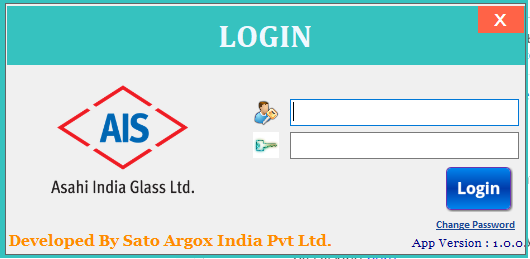 X
LOGIN
AIS
Asahi India Glass Ltd.
Login
Change Password
Developed By Sato Argox India Pvt Ltd.
App Version : 1.0.0.